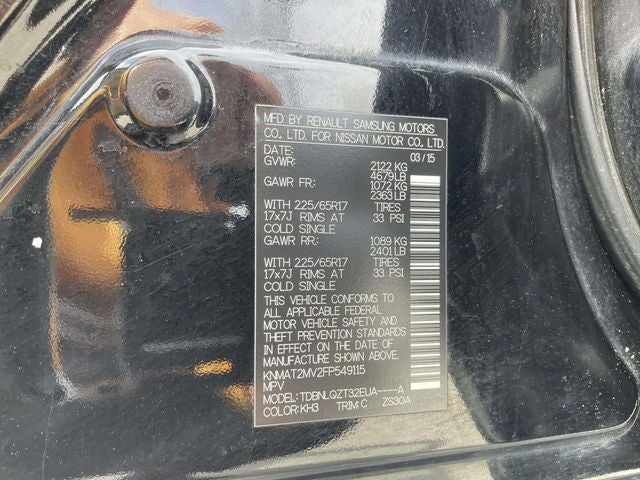 MFD BY RENAULT SAMSUNG MOTORS
CO., LTD. FOR NISSAN MOTOR CO., LTD.
DATE: 03/15
GVWR: 2122 KG
4679LB
GAWR FR: 1072 KG
2363 LB
WITH 225/65R17 TIRES
17x7J RIMS AT 33 PSI
COLD SINGLE
GAWR RR: 1089 KG
2401LB
WITH 225/65R17 TIRES
17x7J RIMS AT 33 PSI
COLD SINGLE
THIS VEHICLE CONFORMS TO
ALL APPLICABLE FEDERAL
MOTOR VEHICLE SAFETY AND
THEFT PREVENTION STANDARDS
IN EFFECT ON THE DATE OF
MANUFACTURE SHOWN ABOVE.
KNMAT2MV2FP549115
MPV
MODEL: TDBNLQZT32EUA----A
COLOR: KH3 TRIM: C ZS30A